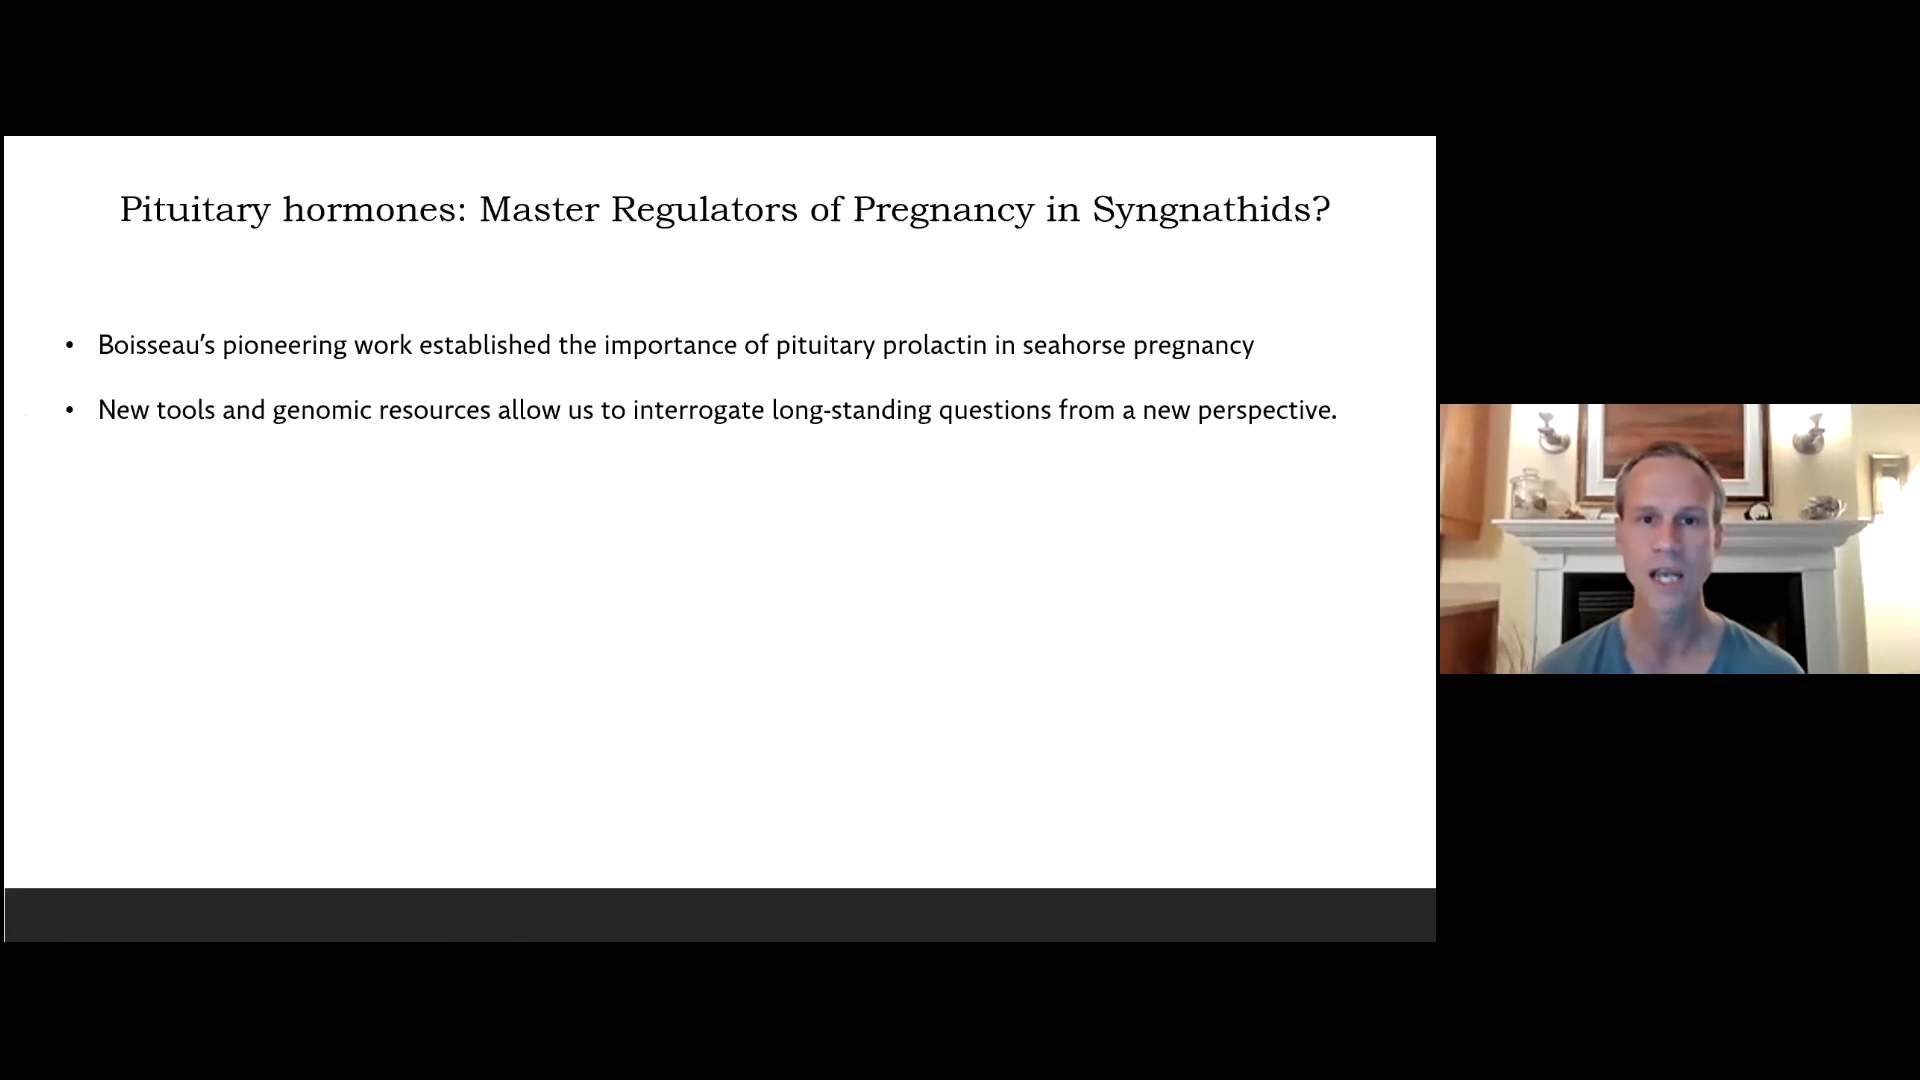 Pituitary hormones: Master Regulators of Pregnancy in Syngnathids?
• Boisseau’s pioneering work established the importance of pituitary prolactin in seahorse pregnancy
• New tools and genomic resources allow us to interrogate long-standing questions from a new perspective.